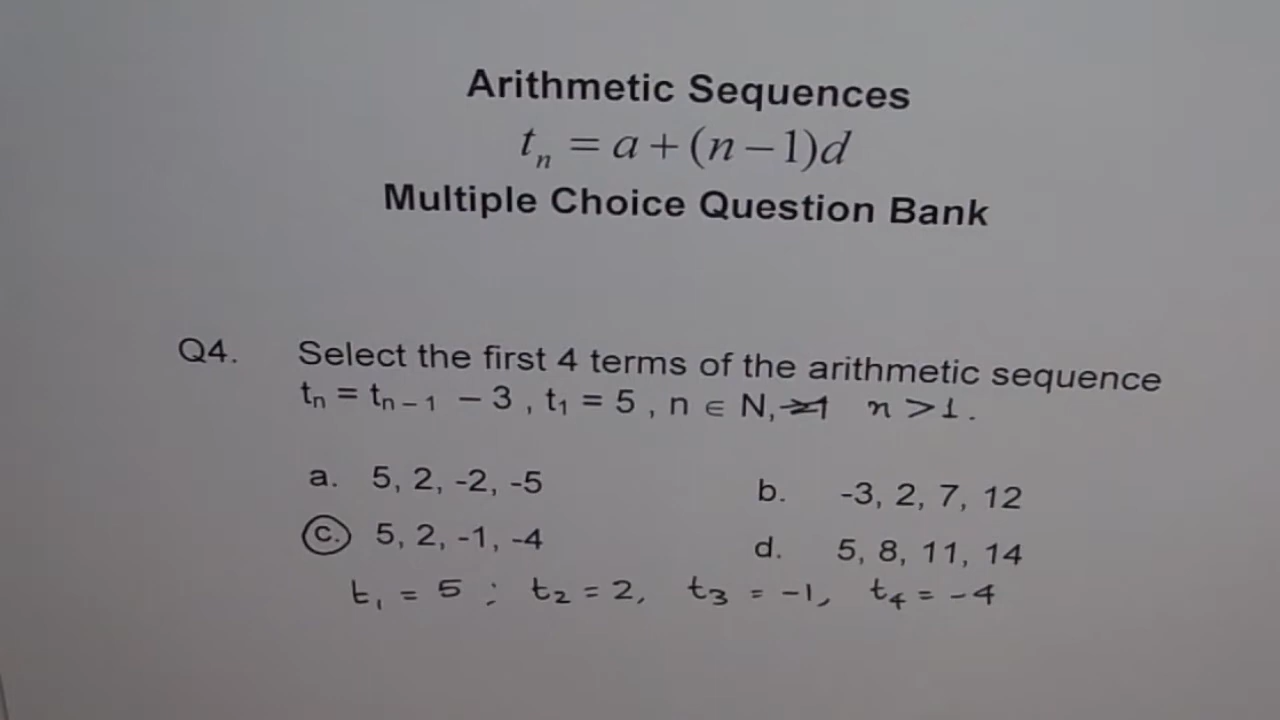 Arithmetic Sequences
tₙ = a + (n − 1)d
Multiple Choice Question Bank
Q4. Select the first 4 terms of the arithmetic sequence
tₙ = tₙ₋₁ − 3 , t₁ = 5 , n ∈ N, n > 1.
a. 5, 2, -2, -5 b. -3, 2, 7, 12
c. 5, 2, -1, -4 d. 5, 8, 11, 14
t₁ = 5 ; t₂ = 2, t₃ = -1, t₄ = -4